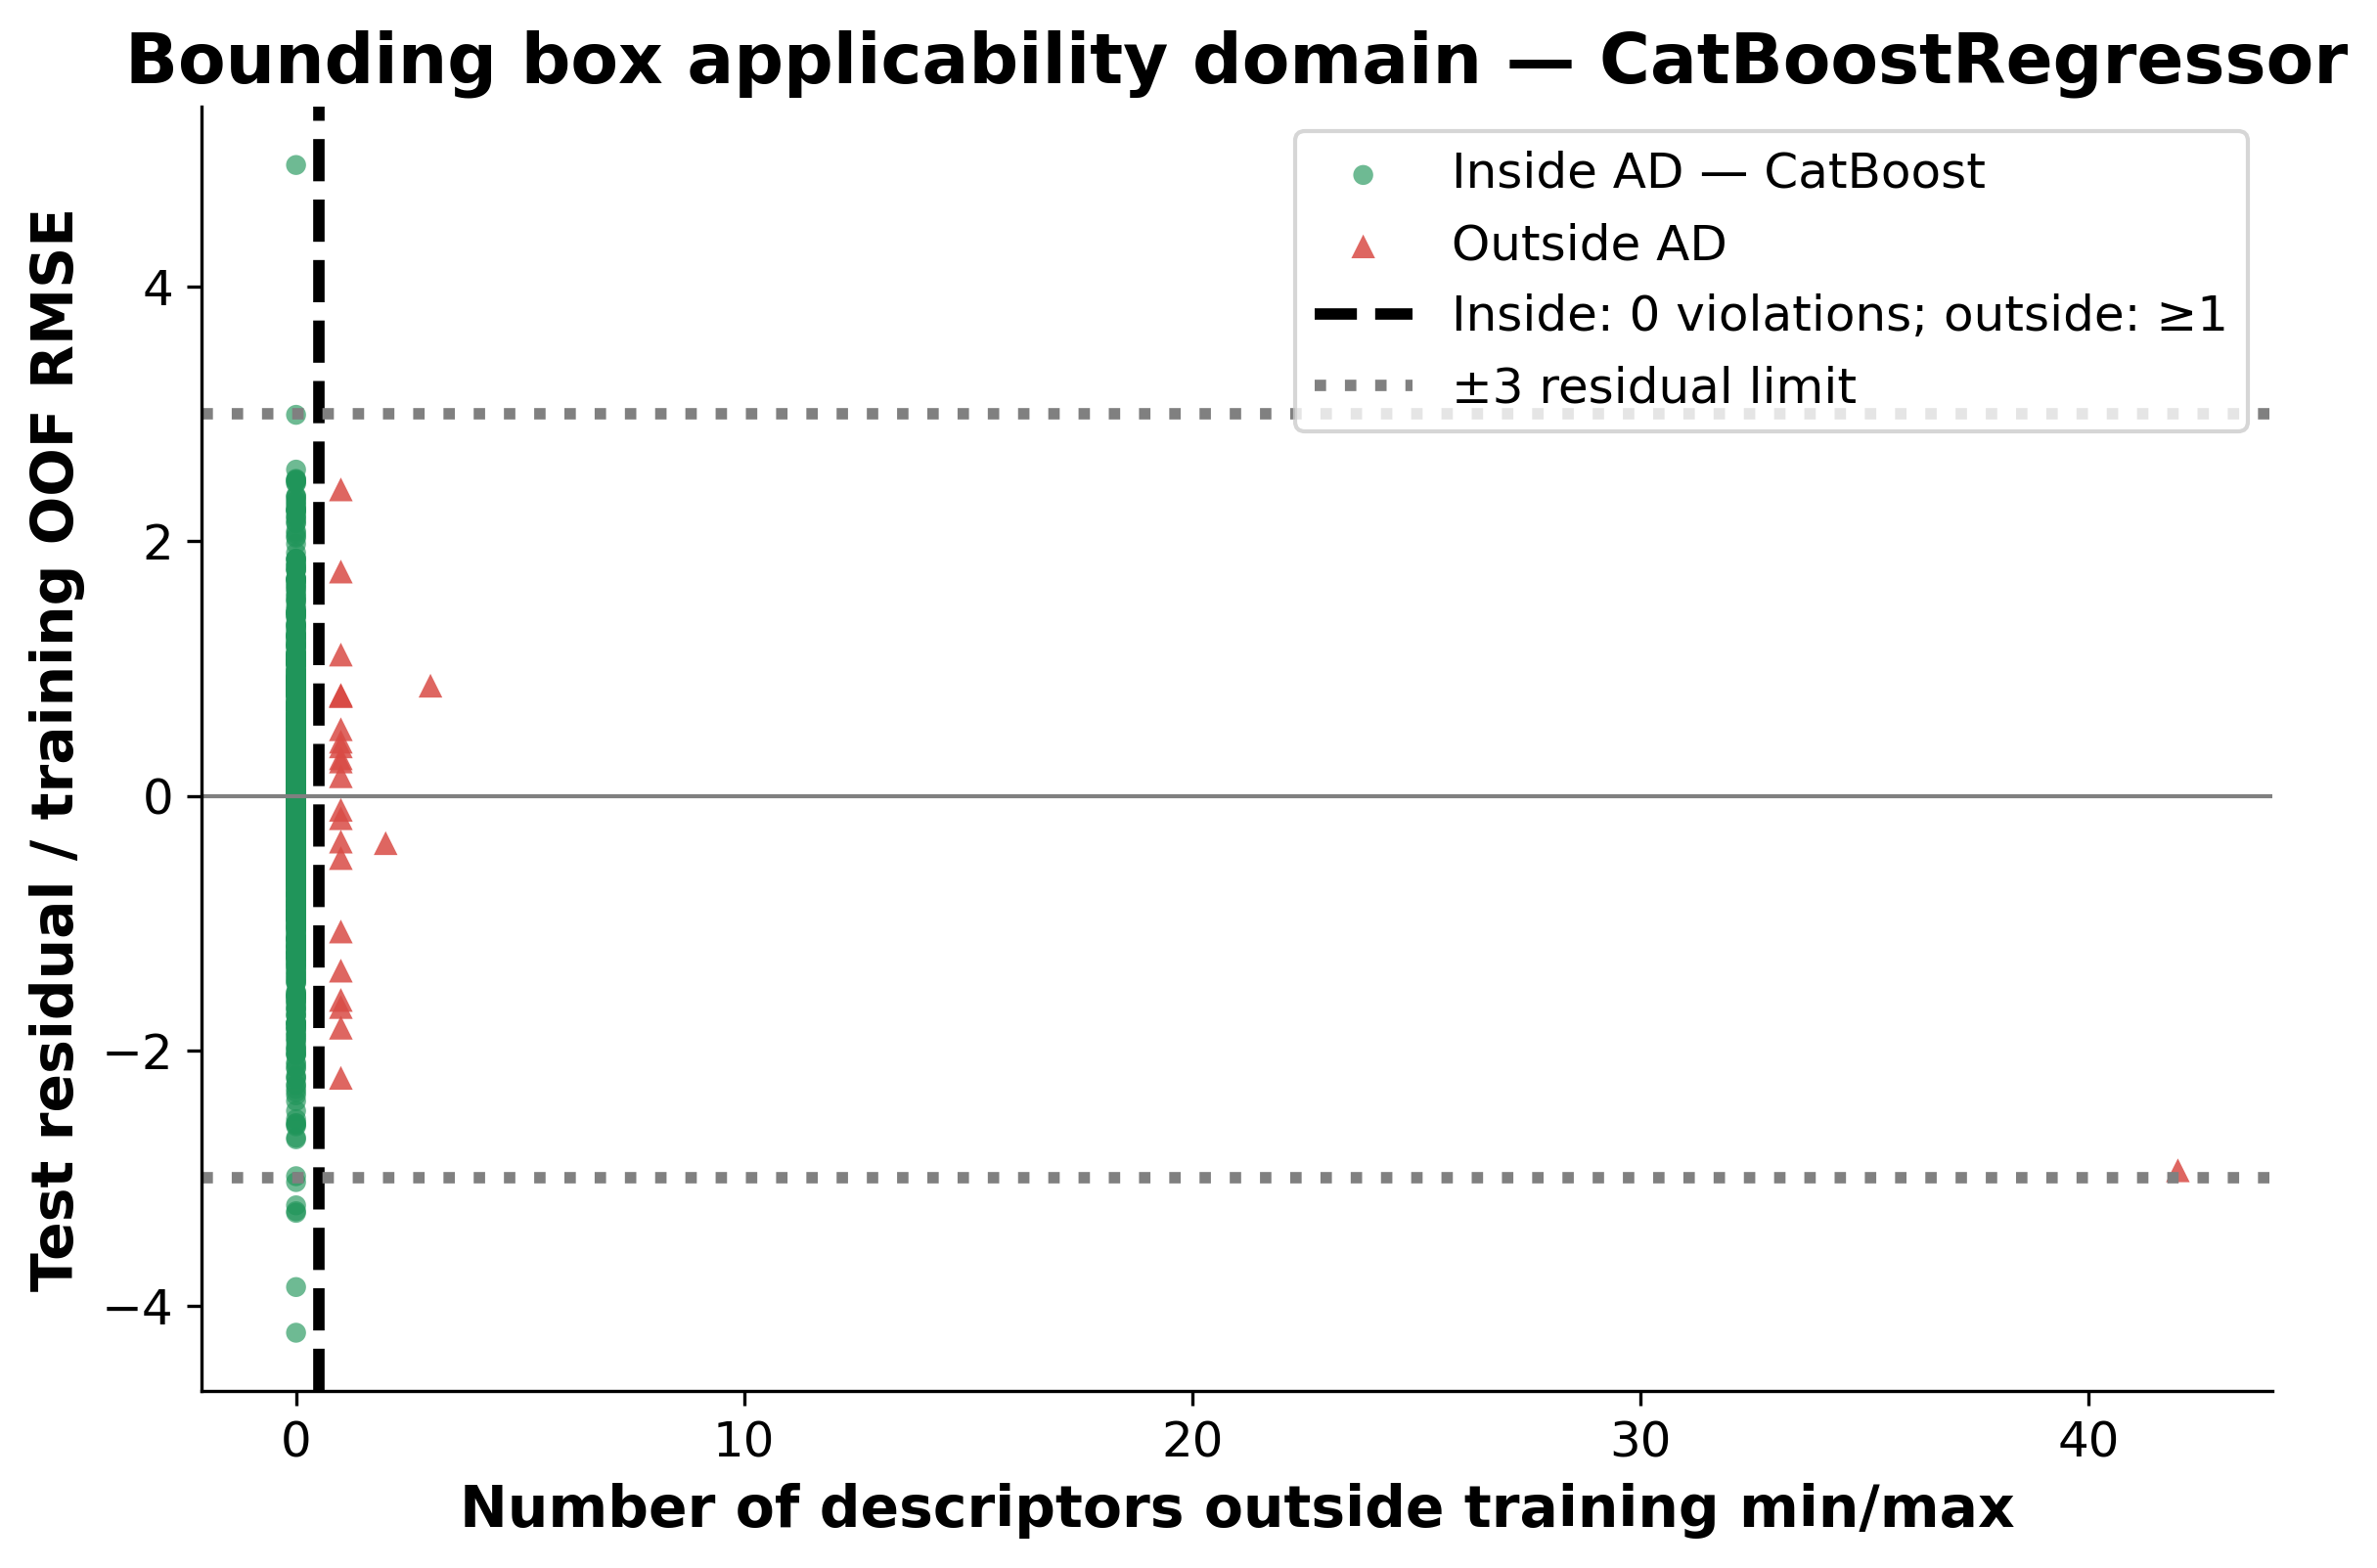 Bounding box applicability domain — CatBoostRegressor
Inside AD — CatBoost
Outside AD
Inside: 0 violations; outside: ≥1
±3 residual limit
Test residual / training OOF RMSE
4
2
0
−2
−4
0 10 20 30 40
Number of descriptors outside training min/max